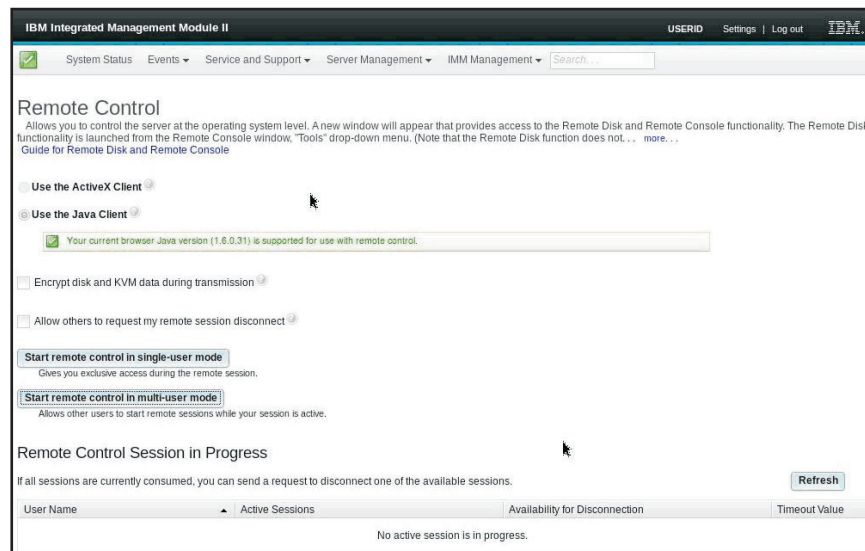 IBM Integrated Management Module II
USERID Settings | Log out IBM.
System Status Events Service and Support Server Management IMM Management Search...
Remote Control
Allows you to control the server at the operating system level. A new window will appear that provides access to the Remote Disk and Remote Console functionality. The Remote Disk
functionality is launched from the Remote Console window, "Tools" drop-down menu. (Note that the Remote Disk function does not. . . more. . .
Guide for Remote Disk and Remote Console
Use the ActiveX Client
Use the Java Client
Your current browser Java version (1.6.0.31) is supported for use with remote control.
Encrypt disk and KVM data during transmission
Allow others to request my remote session disconnect
Start remote control in single-user mode
Gives you exclusive access during the remote session.
Start remote control in multi-user mode
Allows other users to start remote sessions while your session is active.
Remote Control Session in Progress
If all sessions are currently consumed, you can send a request to disconnect one of the available sessions.
Refresh
User Name Active Sessions Availability for Disconnection Timeout Value
No active session is in progress.